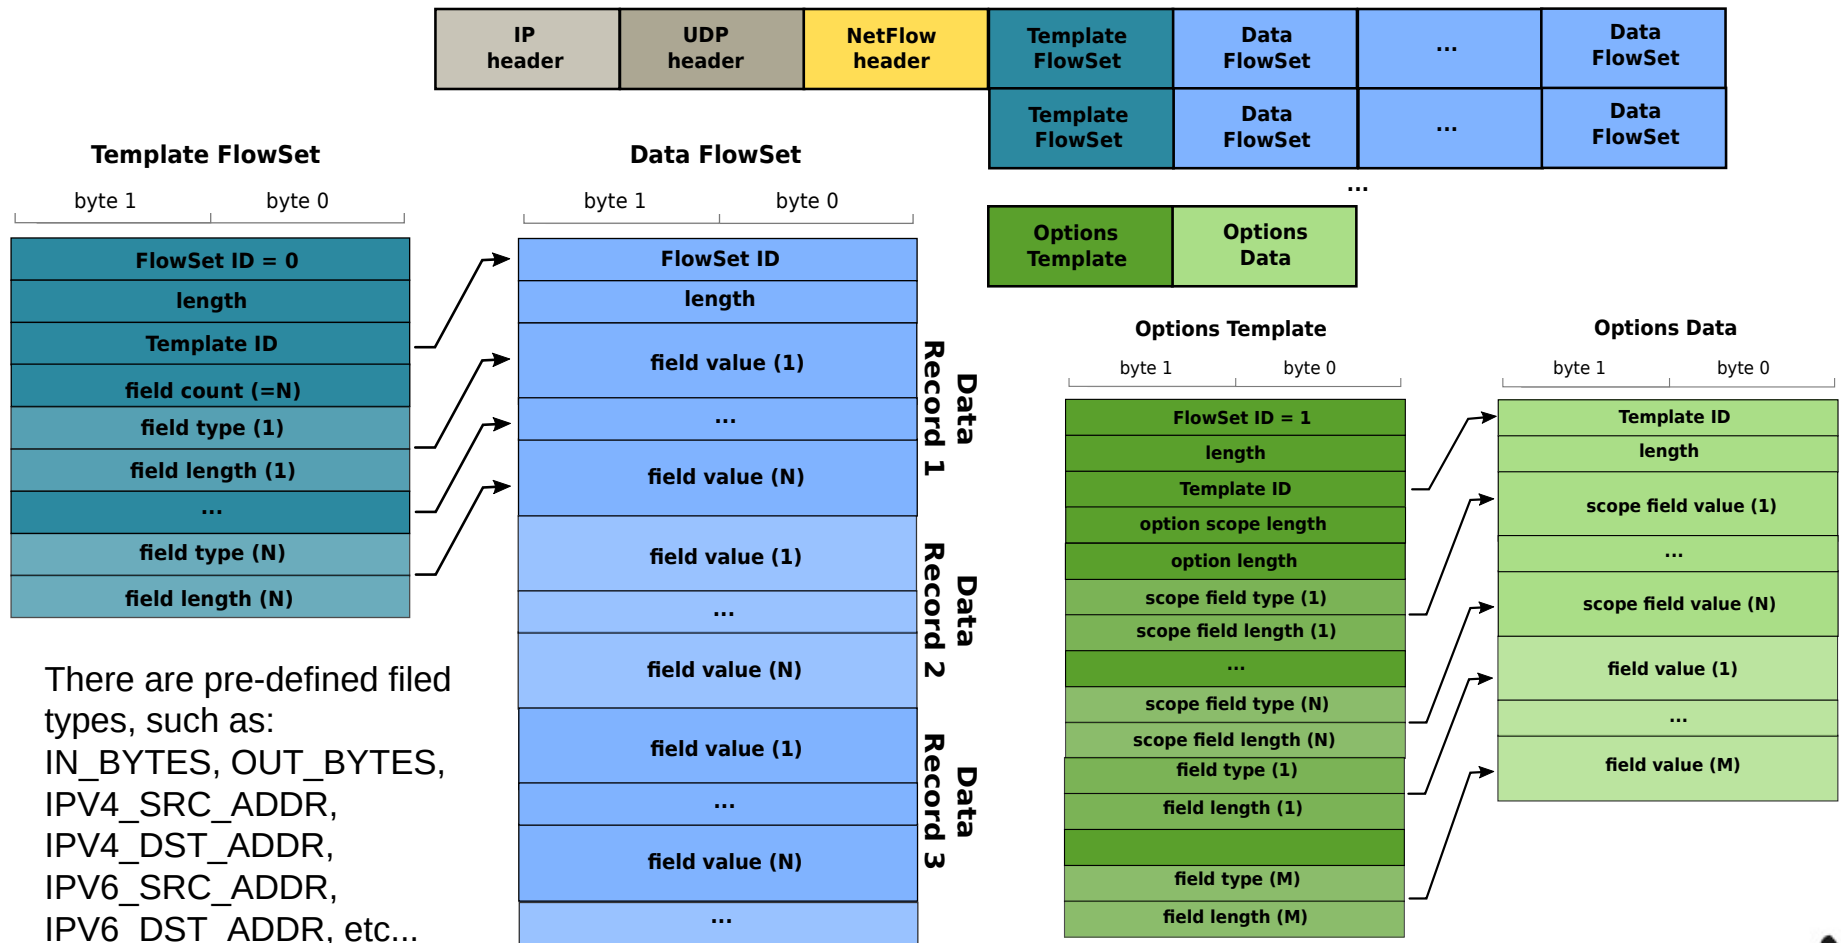 IP
header
UDP
header
NetFlow
header
Template
FlowSet
Data
FlowSet
...
Data
FlowSet
Template
FlowSet
Data
FlowSet
...
Data
FlowSet
...
Options
Template
Options
Data
Template FlowSet
byte 1 byte 0
FlowSet ID = 0
length
Template ID
field count (=N)
field type (1)
field length (1)
...
field type (N)
field length (N)
There are pre-defined filed
types, such as:
IN_BYTES, OUT_BYTES,
IPV4_SRC_ADDR,
IPV4_DST_ADDR,
IPV6_SRC_ADDR,
IPV6_DST_ADDR, etc...
Data FlowSet
byte 1 byte 0
FlowSet ID
length
field value (1)
...
field value (N)
field value (1)
...
field value (N)
field value (1)
...
field value (N)
...
Data
Record 1
Data
Record 2
Data
Record 3
Options Template
byte 1 byte 0
FlowSet ID = 1
length
Template ID
option scope length
option length
scope field type (1)
scope field length (1)
...
scope field type (N)
scope field length (N)
field type (1)
field length (1)
field type (M)
field length (M)
Options Data
byte 1 byte 0
Template ID
length
scope field value (1)
...
scope field value (N)
field value (1)
...
field value (M)